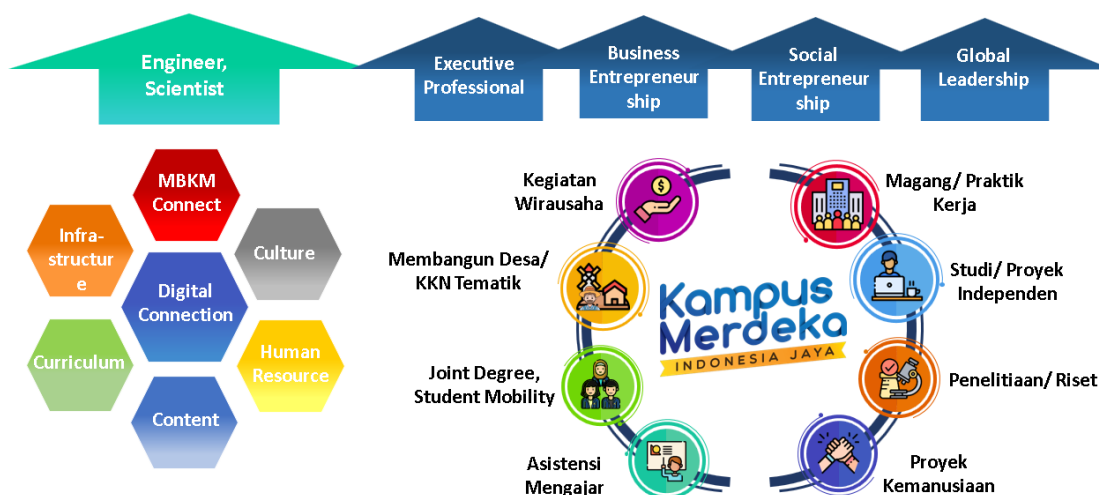 Engineer,
Scientist
Executive
Professional
Business
Entrepreneur
ship
Social
Entrepreneur
ship
Global
Leadership
MBKM
Connect
Infra-
structur
e
Culture
Digital
Connection
Curriculum
Human
Resource
Content
Kegiatan
Wirausaha
Membangun Desa/
KKN Tematik
Joint Degree,
Student Mobility
Asistensi
Mengajar
Kampus
Merdeka
INDONESIA JAYA
Magang/ Praktik
Kerja
Studi/ Proyek
Independen
Penelitiaan/ Riset
Proyek
Kemanusiaan